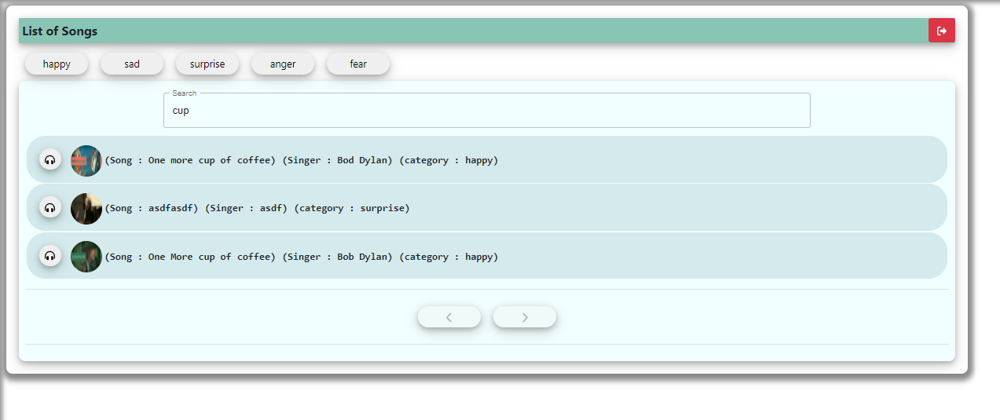 List of Songs
happy sad surprise anger fear
Search
cup
(Song : One more cup of coffee) (Singer : Bod Dylan) (category : happy)
(Song : asdfasdf) (Singer : asdf) (category : surprise)
(Song : One More cup of coffee) (Singer : Bob Dylan) (category : happy)